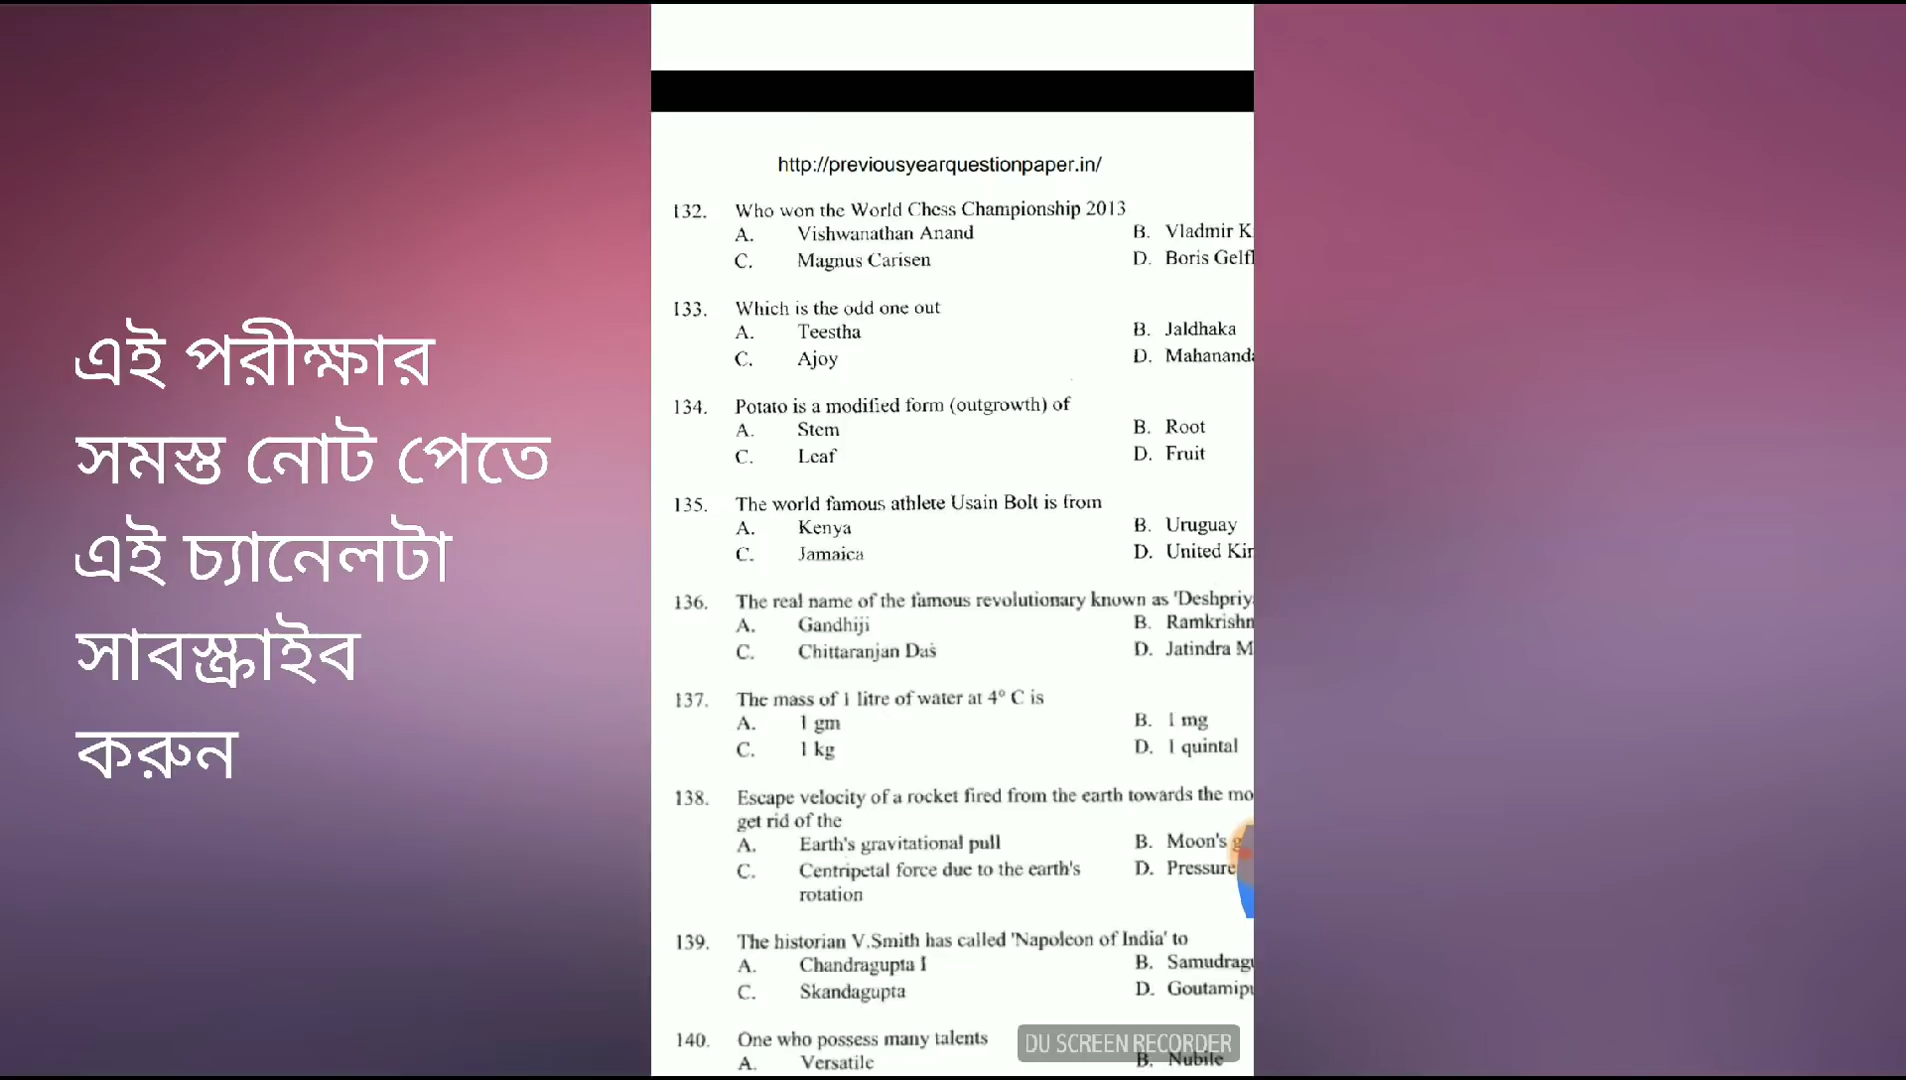 এই পরীক্ষার
সমস্ত নোট পেতে
এই চ্যানেলটা
সাবস্ক্রাইব
করুন
http://previousyearquestionpaper.in/
132. Who won the World Chess Championship 2013
A. Vishwanathan Anand B. Vladmir K
C. Magnus Carisen D. Boris Gelf
133. Which is the odd one out
A. Teestha B. Jaldhaka
C. Ajoy D. Mahanand
134. Potato is a modified form (outgrowth) of
A. Stem B. Root
C. Leaf D. Fruit
135. The world famous athlete Usain Bolt is from
A. Kenya B. Uruguay
C. Jamaica D. United Kin
136. The real name of the famous revolutionary known as 'Deshpriy
A. Gandhiji B. Ramkrishn
C. Chittaranjan Das D. Jatindra M
137. The mass of 1 litre of water at 4° C is
A. 1 gm B. 1 mg
C. 1 kg D. 1 quintal
138. Escape velocity of a rocket fired from the earth towards the mo
get rid of the
A. Earth's gravitational pull B. Moon's g
C. Centripetal force due to the earth's D. Pressure
rotation
139. The historian V.Smith has called 'Napoleon of India' to
A. Chandragupta I B. Samudragu
C. Skandagupta D. Goutamipu
140. One who possess many talents
A. Versatile B. Nubile
DU SCREEN RECORDER